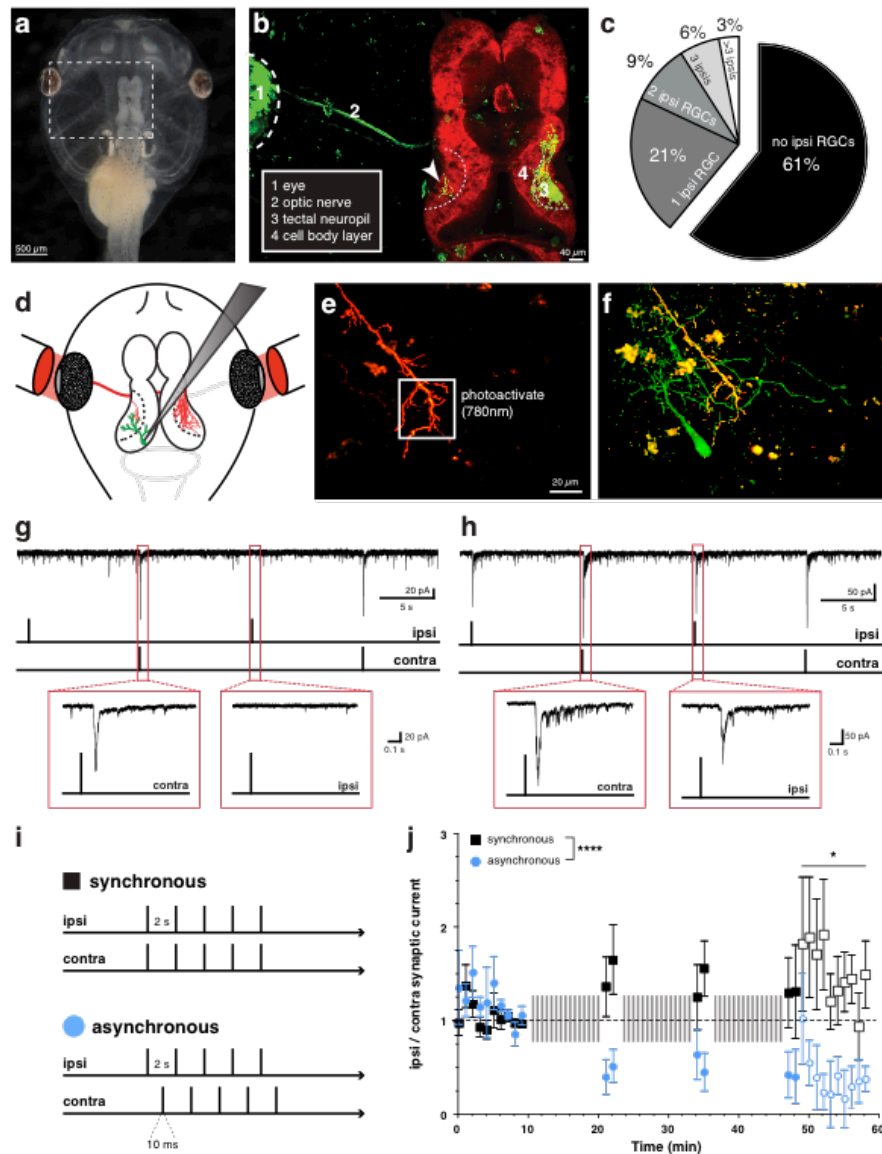 a
500 µm
b
1
2
4
3
1 eye
2 optic nerve
3 tectal neuropil
4 cell body layer
40 µm
c
3%
6%
9%
>3 ipsis
3 ipsis
2 ipsi RGCs
21%
1 ipsi RGC
no ipsi RGCs
61%
d
e
photoactivate
(780nm)
20 µm
f
g
20 pA
5 s
ipsi
contra
contra
ipsi
20 pA
0.1 s
h
50 pA
5 s
ipsi
contra
contra
ipsi
50 pA
0.1 s
i
synchronous
ipsi
2 s
contra
asynchronous
ipsi
2 s
contra
10 ms
j
synchronous
asynchronous
****
*
ipsi / contra synaptic current
3
2
1
0
0 10 20 30 40 50 60
Time (min)